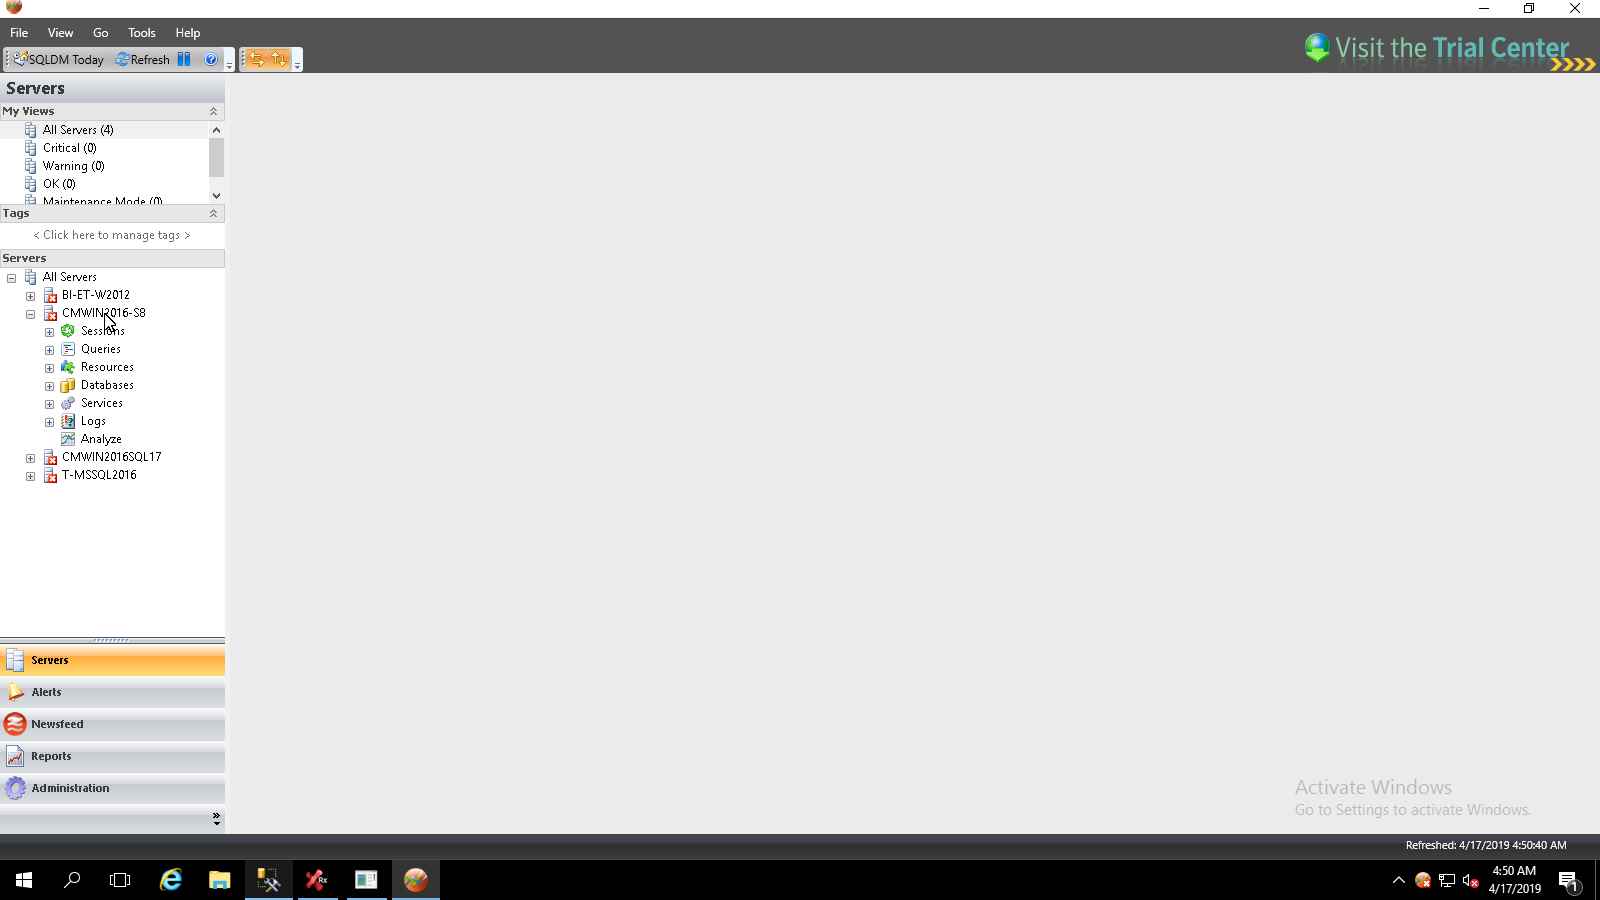 File View Go Tools Help
SQLDM Today Refresh
Visit the Trial Center
Servers
My Views
All Servers (4)
Critical (0)
Warning (0)
OK (0)
Maintenance Mode (0)
Tags
< Click here to manage tags >
Servers
All Servers
BI-ET-W2012
CMWIN2016-S8
Sessions
Queries
Resources
Databases
Services
Logs
Analyze
CMWIN2016SQL17
T-MSSQL2016
Servers
Alerts
Newsfeed
Reports
Administration
Activate Windows
Go to Settings to activate Windows.
Refreshed: 4/17/2019 4:50:40 AM
4:50 AM
4/17/2019
1